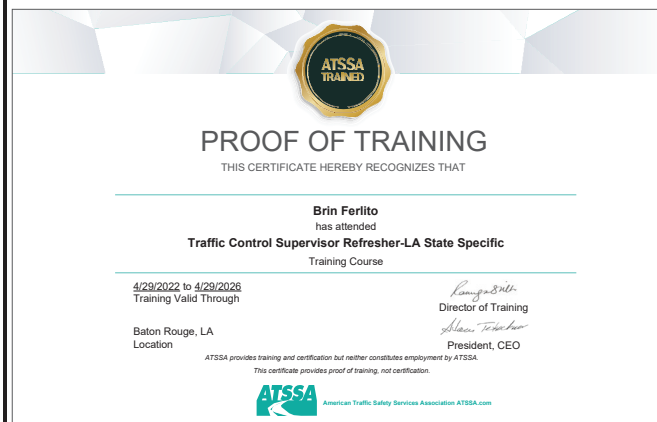 ATSSA
TRAINED
PROOF OF TRAINING
THIS CERTIFICATE HEREBY RECOGNIZES THAT
Brin Ferlito
has attended
Traffic Control Supervisor Refresher-LA State Specific
Training Course
4/29/2022 to 4/29/2026
Training Valid Through
Director of Training
Baton Rouge, LA
Location
President, CEO
ATSSA provides training and certification but neither constitutes employment by ATSSA.
This certificate provides proof of training, not certification.
ATSSA
American Traffic Safety Services Association ATSSA.com